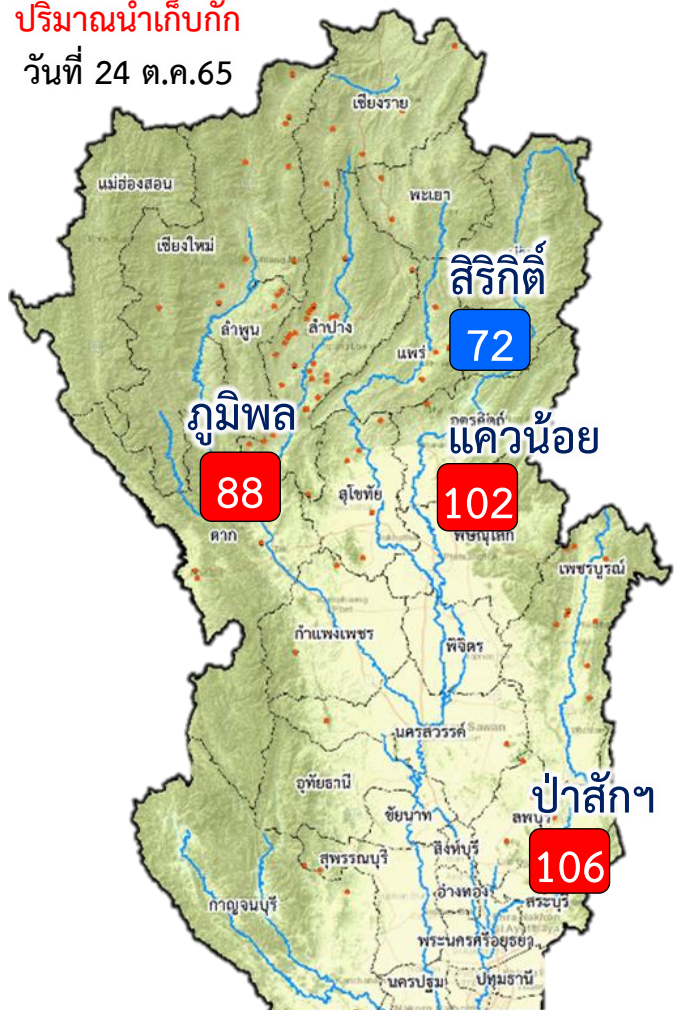 ปริมาณน้ำเก็บกัก
วันที่ 24 ต.ค.65
เชียงราย
แม่ฮ่องสอน
พะเยา
เชียงใหม่
สิริกิติ์
72
ลำพูน
ลำปาง
แพร่
ภูมิพล
88
อุตรดิตถ์
แควน้อย
102
สุโขทัย
ตาก
พิษณุโลก
เพชรบูรณ์
กำแพงเพชร
พิจิตร
นครสวรรค์
Sawan
อุทัยธานี
ป่าสักฯ
106
ชัยนาท
ลพบุรี
สิงห์บุรี
สุพรรณบุรี
อ่างทอง
สระบุรี
กาญจนบุรี
พระนครศรีอยุธยา
นครปฐม
ปทุมธานี